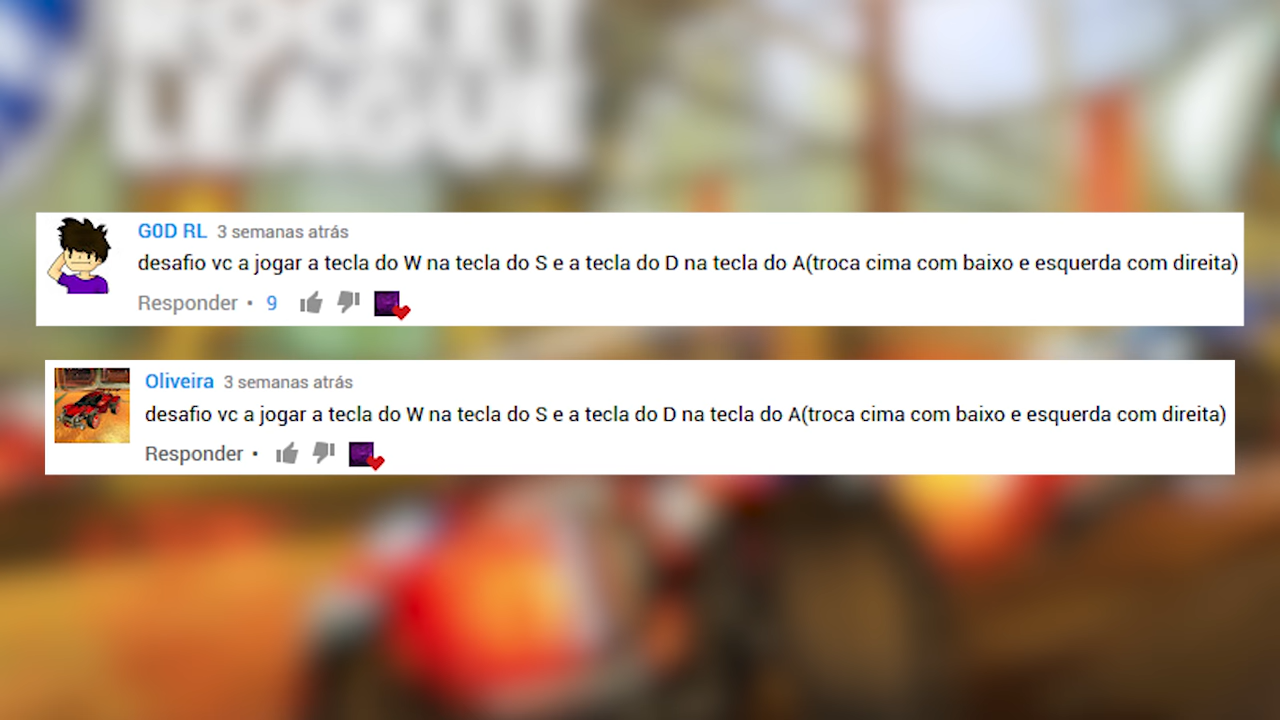 ROCKET
LEAGUE
G0D RL 3 semanas atrás
desafio vc a jogar a tecla do W na tecla do S e a tecla do D na tecla do A(troca cima com baixo e esquerda com direita)
Responder • 9
Oliveira 3 semanas atrás
desafio vc a jogar a tecla do W na tecla do S e a tecla do D na tecla do A(troca cima com baixo e esquerda com direita)
Responder •